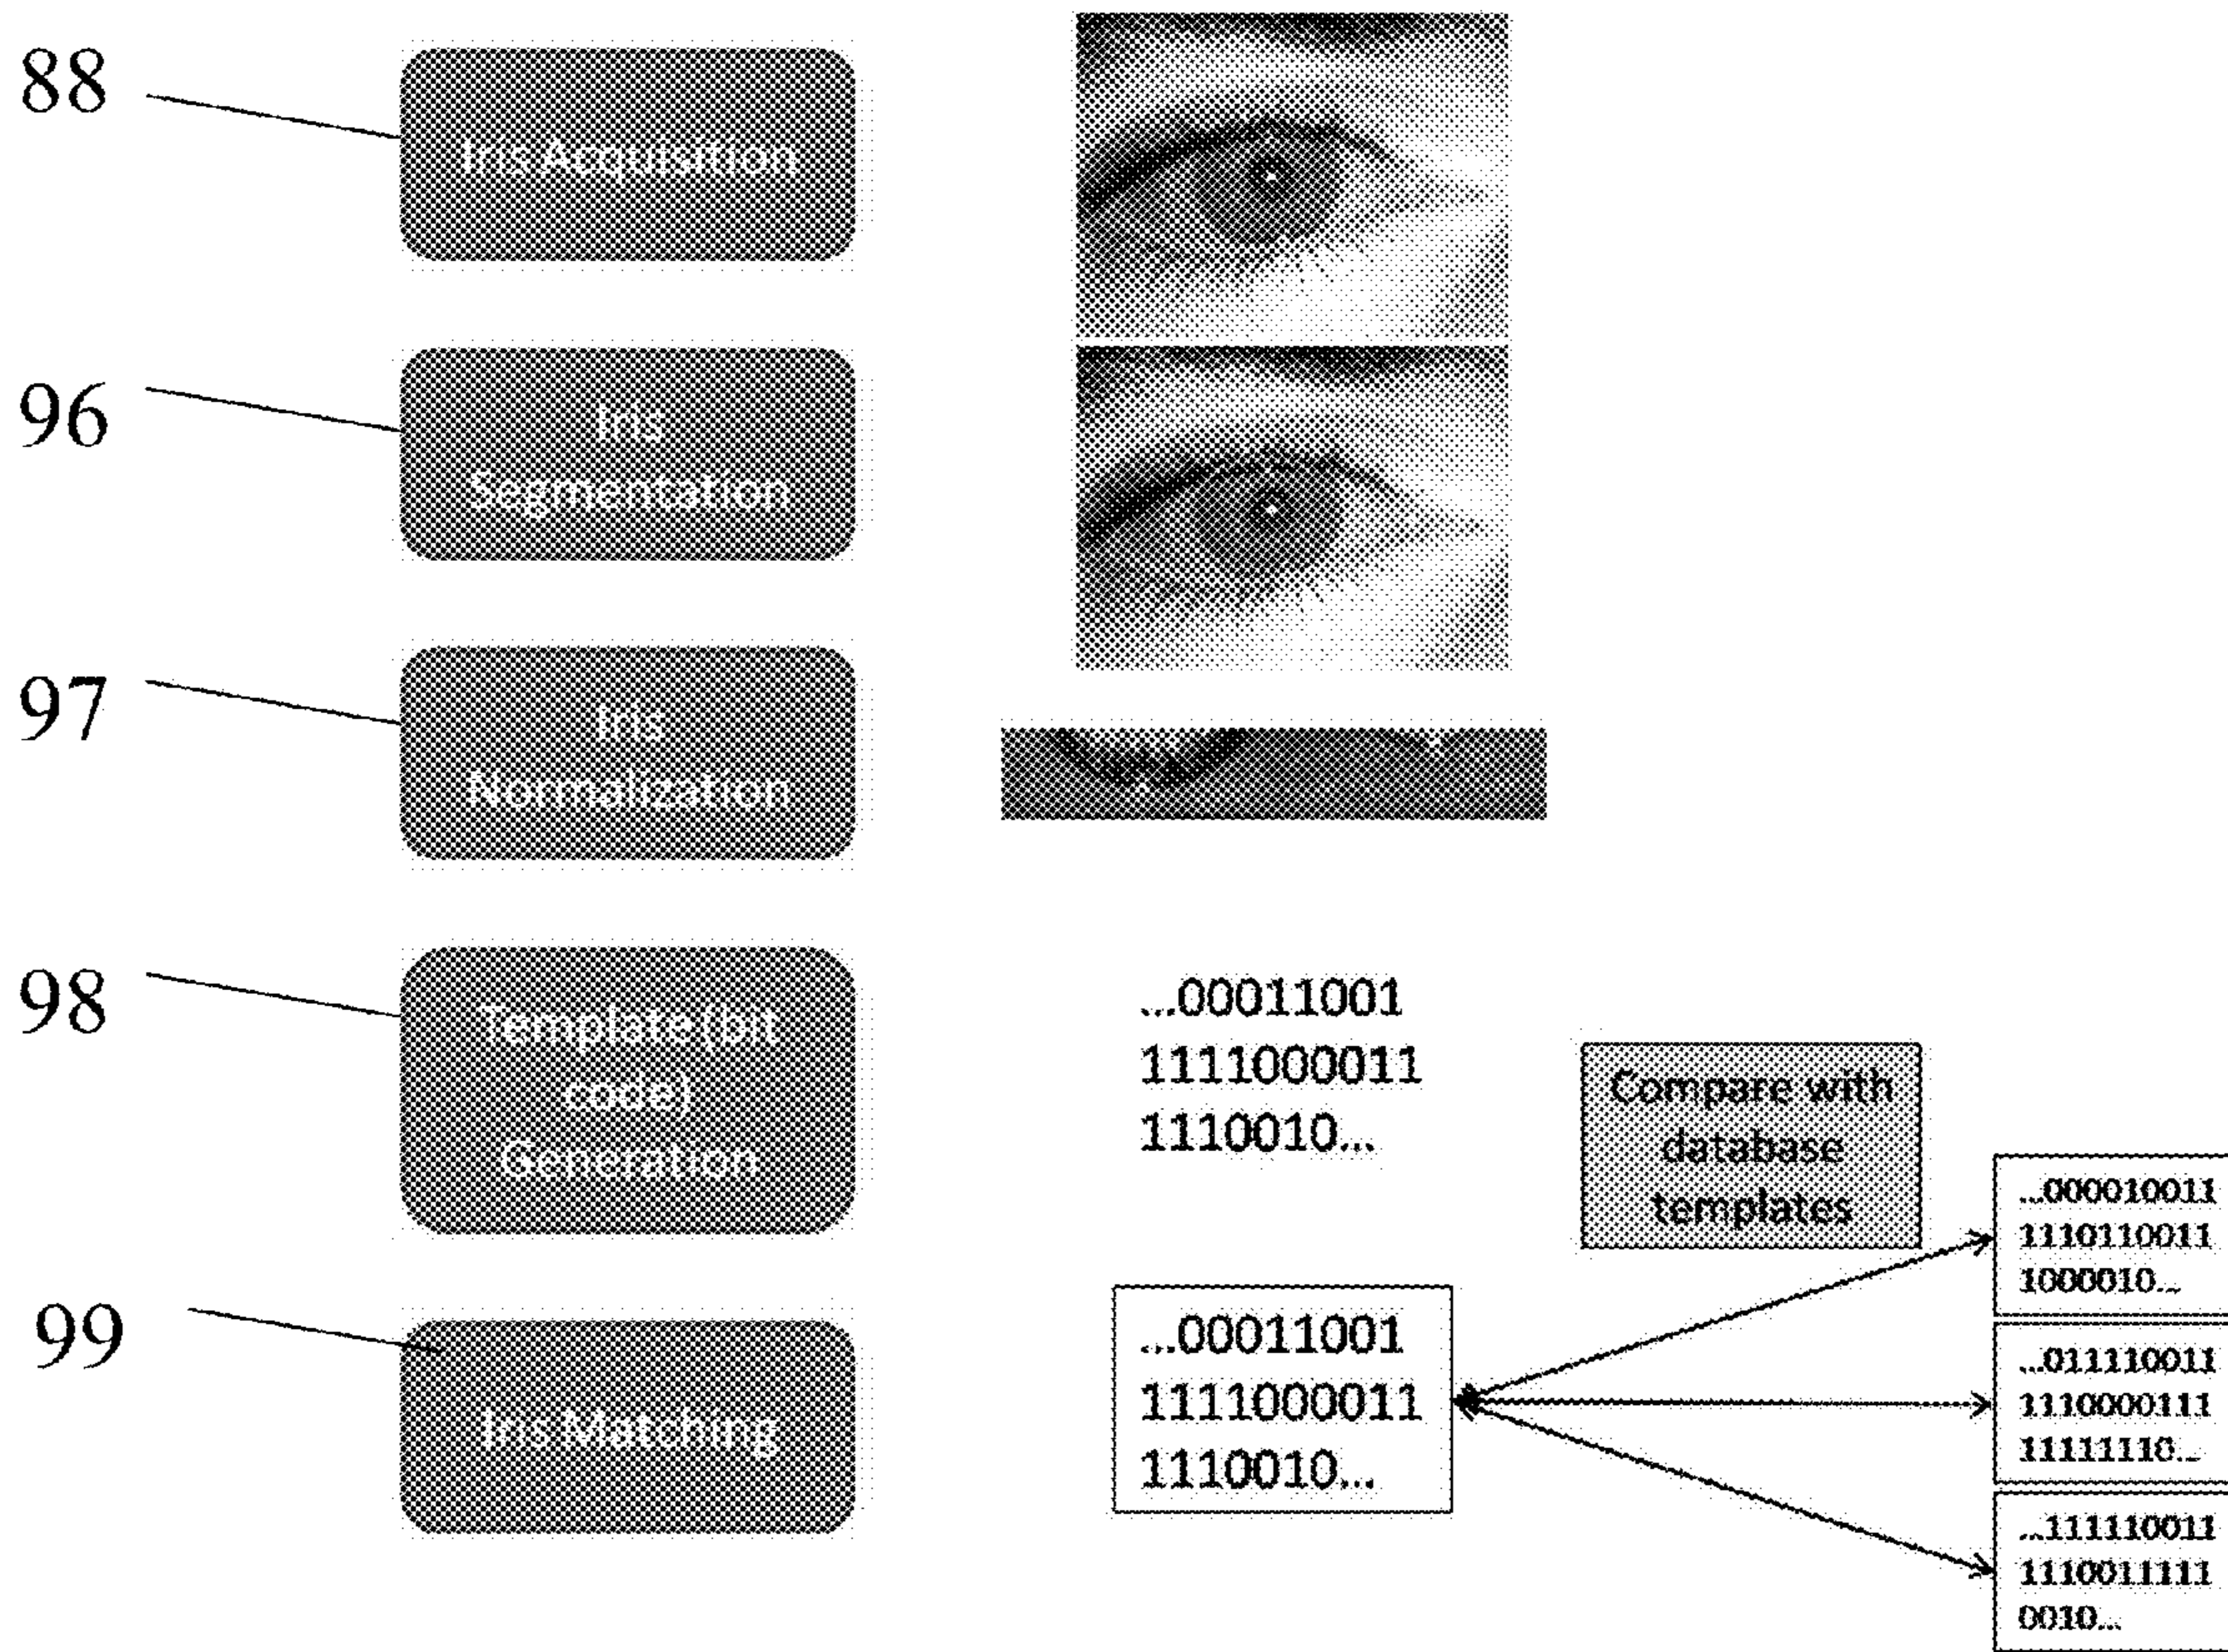 88
Iris Acquisition
96
Iris
Segmentation
97
Iris
Normalization
98
Template (bit
code)
Generation
...00011001
1111000011
1110010...
Compare with
database
templates
99
Iris Matching
...00011001
1111000011
1110010...
...000010011
1110110011
1000010...
...011110011
1110000111
11111110...
...111110011
1110011111
0010...